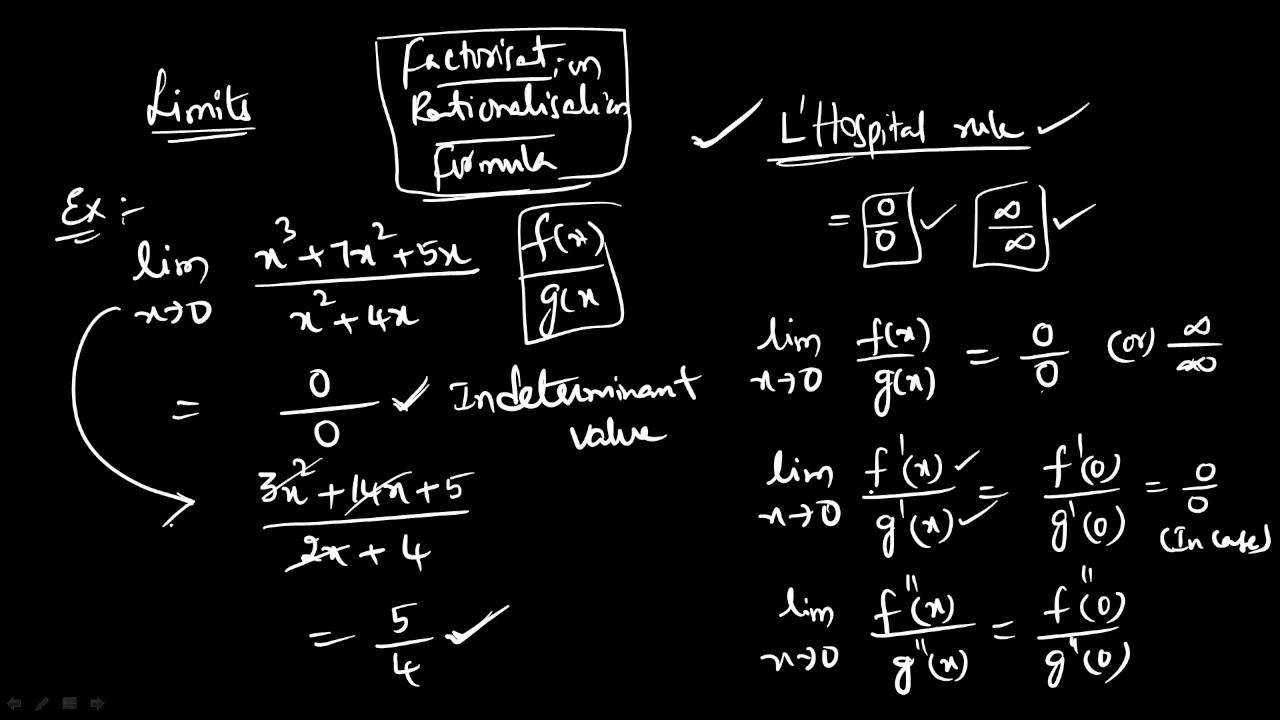 Limits
Factorisation
Rationalisation
Formula
Ex :-
lim x→0 (x³ + 7x² + 5x)/(x² + 4x)
f(x)/g(x
= 0/0 ✓ Indeterminant
value
(3x² + 14x + 5)/(2x + 4)
= 5/4 ✓
✓ L'Hospital rule ✓
= 0/0 ✓ ∞/∞ ✓
lim x→0 f(x)/g(x) = 0/0 (or) ∞/∞
lim x→0 f'(x)/g'(x) ✓ = f'(0)/g'(0) = 0/0
(In case)
lim x→0 f''(x)/g''(x) = f''(0)/g''(0)